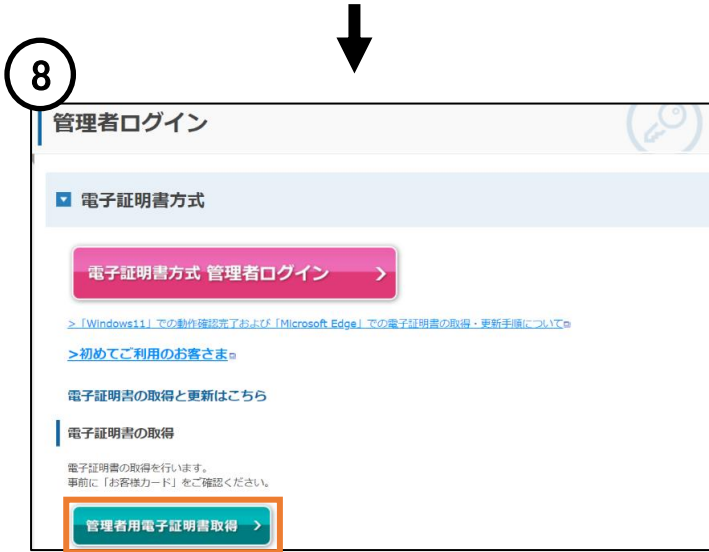 8
管理者ログイン
電子証明書方式
電子証明書方式 管理者ログイン >
>「Windows11」での動作確認完了および「Microsoft Edge」での電子証明書の取得・更新手順について
>初めてご利用のお客さま
電子証明書の取得と更新はこちら
電子証明書の取得
電子証明書の取得を行います。
事前に「お客様カード」をご確認ください。
管理者用電子証明書取得 >